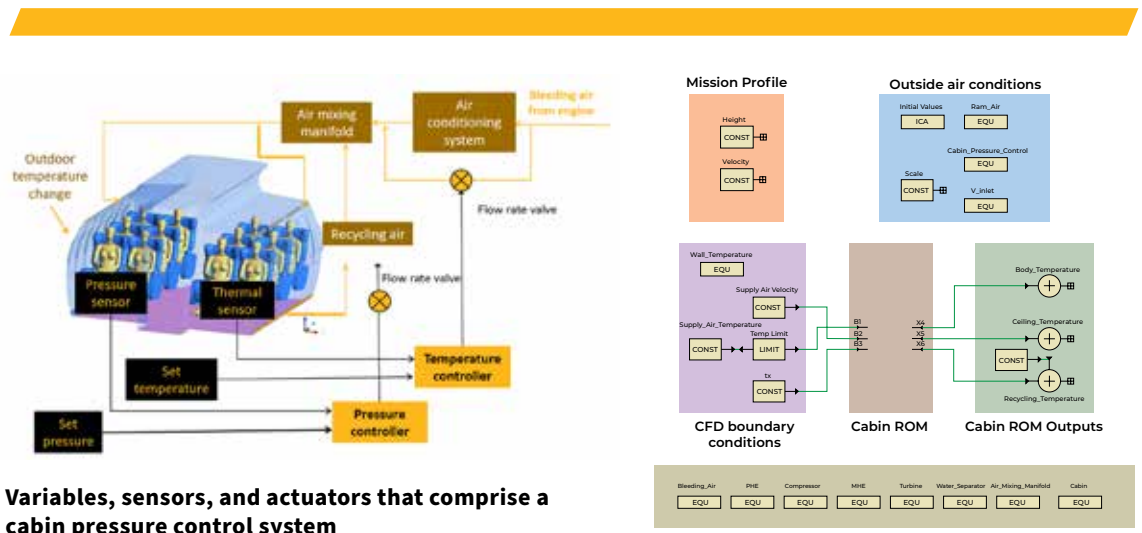 Bleeding air
from engine
Air
conditioning
system
Air mixing
manifold
Outdoor
temperature
change
Flow rate valve
Recycling air
Flow rate valve
Pressure
sensor
Thermal
sensor
Temperature
controller
Set
temperature
Pressure
controller
Set
pressure
Variables, sensors, and actuators that comprise a
cabin pressure control system
Mission Profile
Height
CONST
Velocity
CONST
Outside air conditions
Initial Values
ICA
Ram_Air
EQU
Cabin_Pressure_Control
EQU
Scale
CONST
V_inlet
EQU
Wall_Temperature
EQU
Supply Air Velocity
CONST
Supply_Air_Temperature
CONST
Temp Limit
LIMIT
tx
CONST
CFD boundary
conditions
B1
B2
B3
X4
X5
X6
Cabin ROM
Body_Temperature
Ceiling_Temperature
CONST
Recycling_Temperature
Cabin ROM Outputs
Bleeding_Air
EQU
PHE
EQU
Compressor
EQU
MHE
EQU
Turbine
EQU
Water_Separator
EQU
Air_Mixing_Manifold
EQU
Cabin
EQU